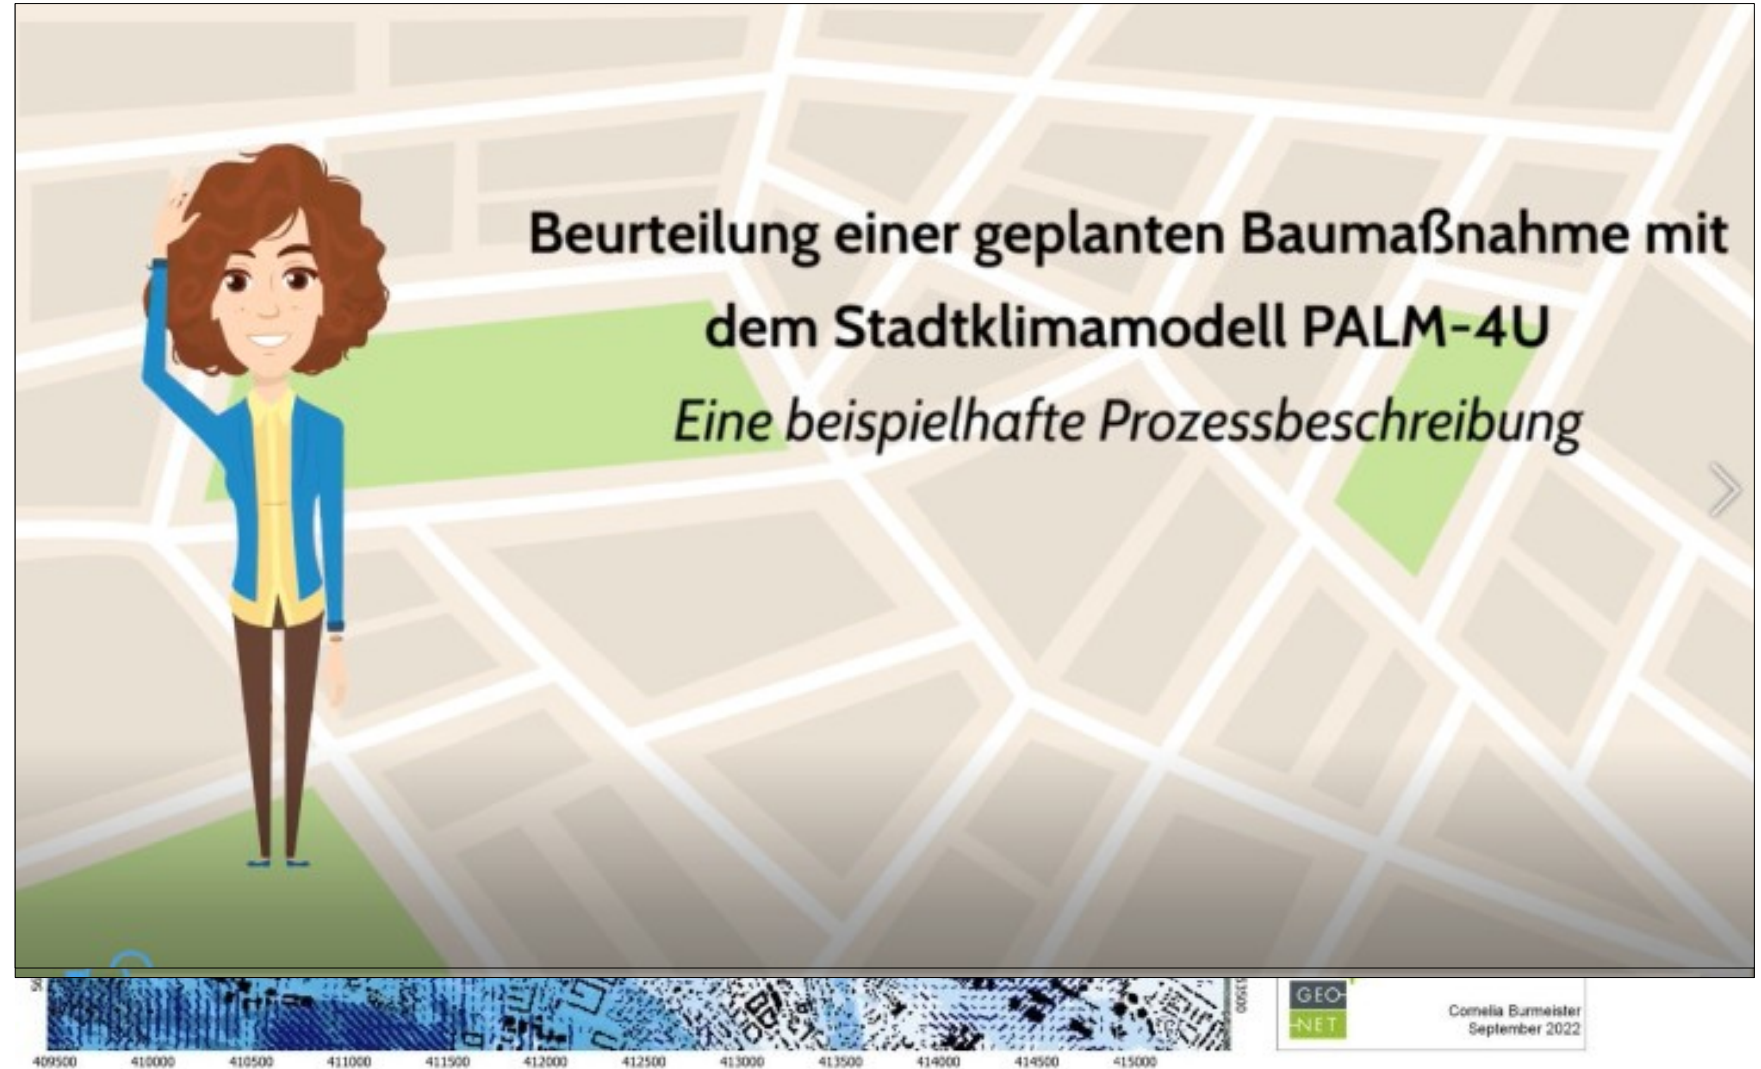 Beurteilung einer geplanten Baumaßnahme mit
dem Stadtklimamodell PALM-4U
Eine beispielhafte Prozessbeschreibung
GEO-
-NET
Cornelia Burmeister
September 2022
409500 410000 410500 411000 411500 412000 412500 413000 413500 414000 414500 415000